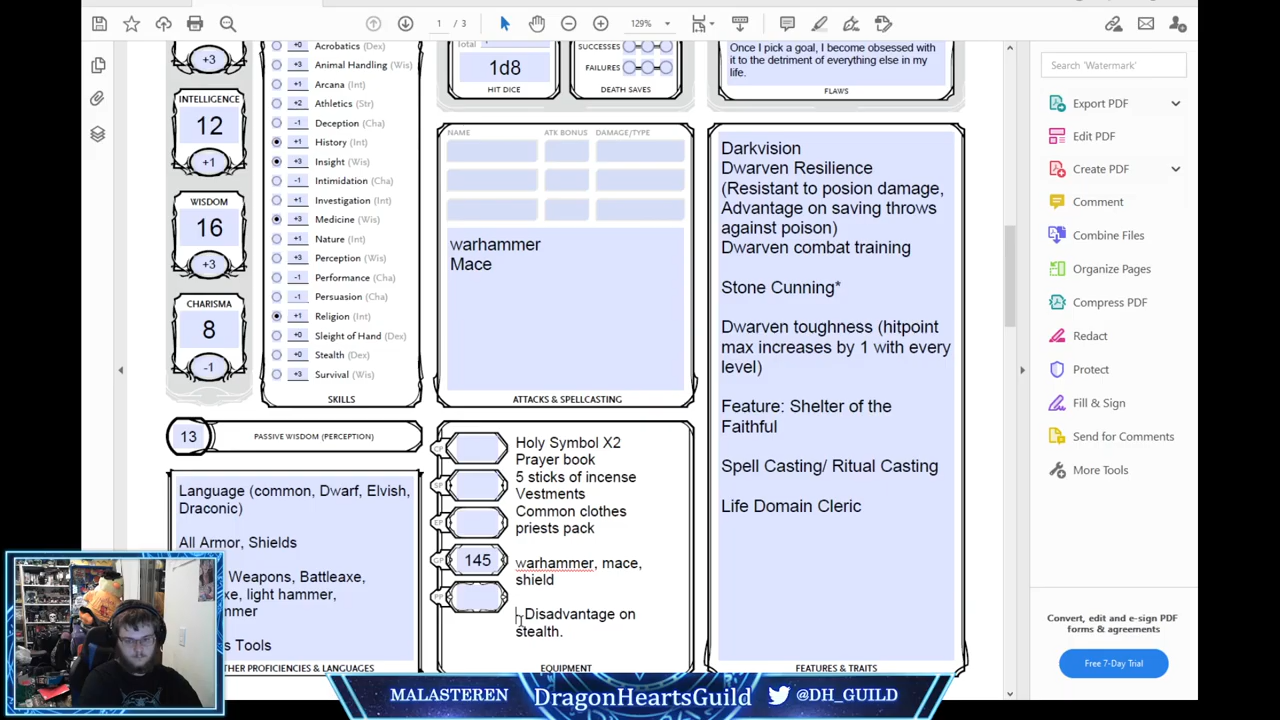 1 / 3
129%
+3
INTELLIGENCE
12
+1
WISDOM
16
+3
CHARISMA
8
-1
+0 Acrobatics (Dex)
+3 Animal Handling (Wis)
+1 Arcana (Int)
+2 Athletics (Str)
-1 Deception (Cha)
+1 History (Int)
+3 Insight (Wis)
-1 Intimidation (Cha)
+1 Investigation (Int)
+3 Medicine (Wis)
+1 Nature (Int)
+3 Perception (Wis)
-1 Performance (Cha)
-1 Persuasion (Cha)
+1 Religion (Int)
+0 Sleight of Hand (Dex)
+0 Stealth (Dex)
+3 Survival (Wis)
SKILLS
13 PASSIVE WISDOM (PERCEPTION)
Language (common, Dwarf, Elvish,
Draconic)
All Armor, Shields
Weapons, Battleaxe,
xe, light hammer,
mmer
s Tools
THER PROFICIENCIES & LANGUAGES
Total
1d8
HIT DICE
SUCCESSES
FAILURES
DEATH SAVES
NAME ATK BONUS DAMAGE/TYPE
warhammer
Mace
ATTACKS & SPELLCASTING
CP
SP
EP
GP 145
PP
Holy Symbol X2
Prayer book
5 sticks of incense
Vestments
Common clothes
priests pack
warhammer, mace,
shield
- Disadvantage on
stealth.
EQUIPMENT
Once I pick a goal, I become obsessed with
it to the detriment of everything else in my
life.
FLAWS
Darkvision
Dwarven Resilience
(Resistant to posion damage,
Advantage on saving throws
against poison)
Dwarven combat training
Stone Cunning*
Dwarven toughness (hitpoint
max increases by 1 with every
level)
Feature: Shelter of the
Faithful
Spell Casting/ Ritual Casting
Life Domain Cleric
FEATURES & TRAITS
Search 'Watermark'
Export PDF
Edit PDF
Create PDF
Comment
Combine Files
Organize Pages
Compress PDF
Redact
Protect
Fill & Sign
Send for Comments
More Tools
Convert, edit and e-sign PDF
forms & agreements
Free 7-Day Trial
MALASTEREN DragonHeartsGuild @DH_GUILD